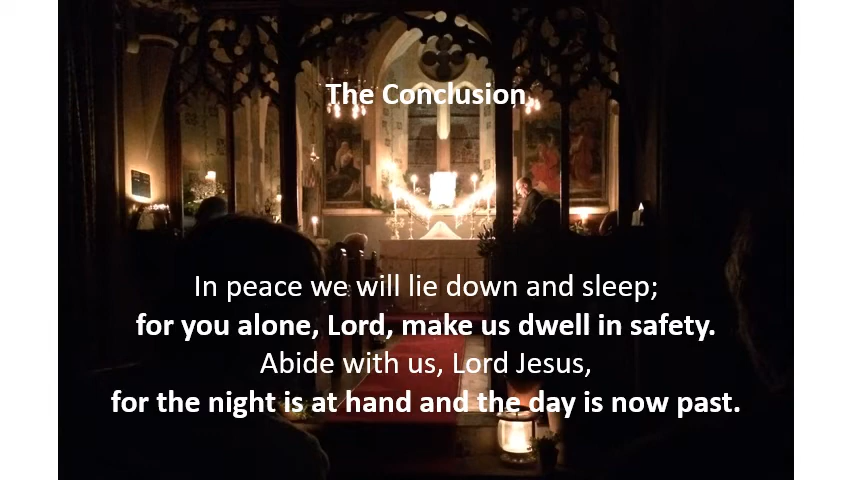 The Conclusion
In peace we will lie down and sleep;
for you alone, Lord, make us dwell in safety.
Abide with us, Lord Jesus,
for the night is at hand and the day is now past.